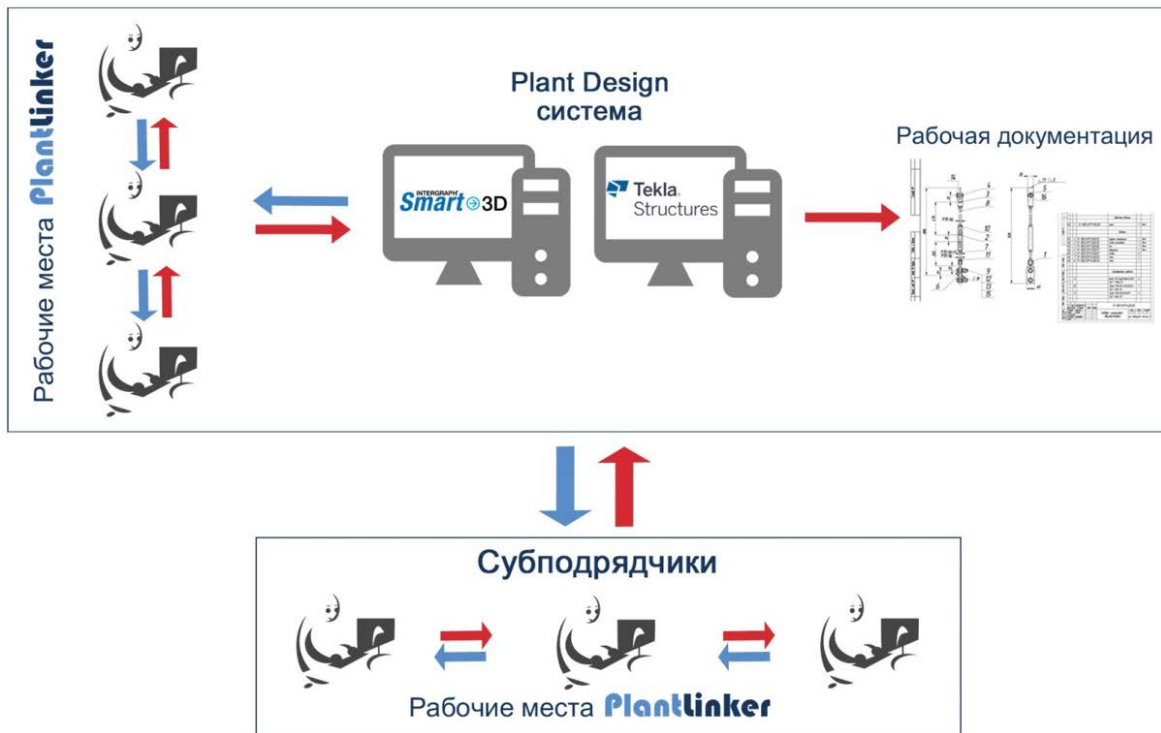 Рабочие места PlantLinker
Plant Design
система
INTERGRAPH
Smart 3D
Tekla
Structures
Рабочая документация
Субподрядчики
Рабочие места PlantLinker